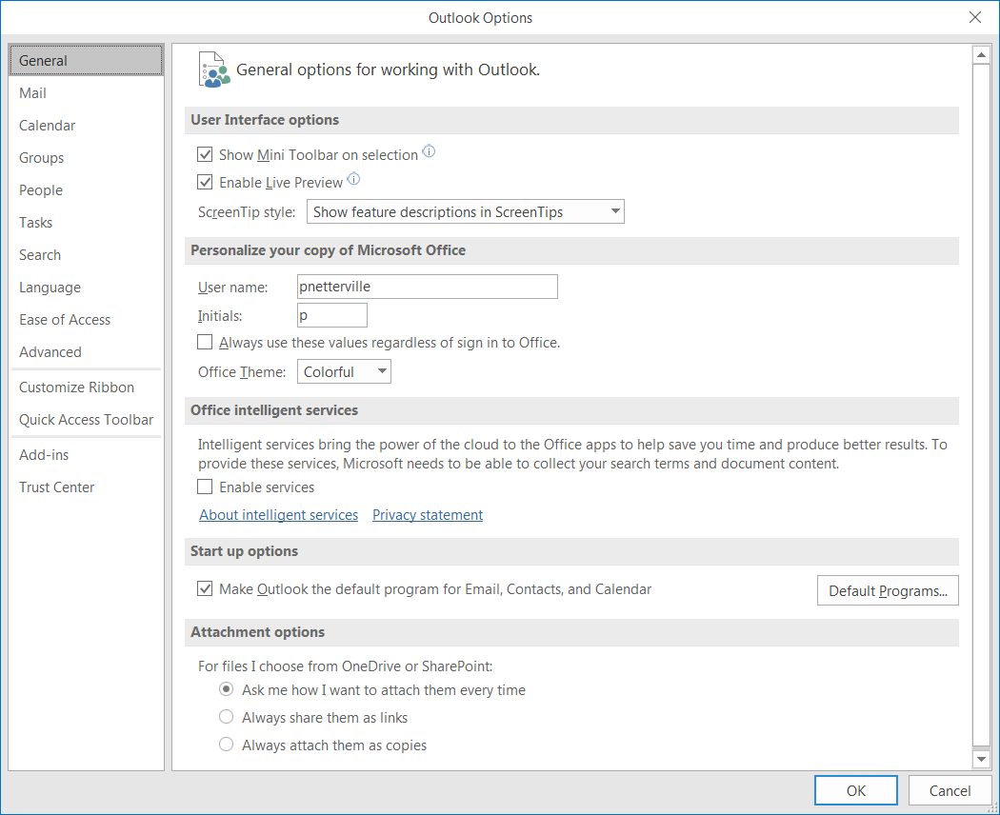 Outlook Options
General
Mail
Calendar
Groups
People
Tasks
Search
Language
Ease of Access
Advanced
Customize Ribbon
Quick Access Toolbar
Add-ins
Trust Center
General options for working with Outlook.
User Interface options
Show Mini Toolbar on selection
Enable Live Preview
ScreenTip style: Show feature descriptions in ScreenTips
Personalize your copy of Microsoft Office
User name: pnetterville
Initials: p
Always use these values regardless of sign in to Office.
Office Theme: Colorful
Office intelligent services
Intelligent services bring the power of the cloud to the Office apps to help save you time and produce better results. To
provide these services, Microsoft needs to be able to collect your search terms and document content.
Enable services
About intelligent services Privacy statement
Start up options
Make Outlook the default program for Email, Contacts, and Calendar Default Programs...
Attachment options
For files I choose from OneDrive or SharePoint:
Ask me how I want to attach them every time
Always share them as links
Always attach them as copies
OK Cancel